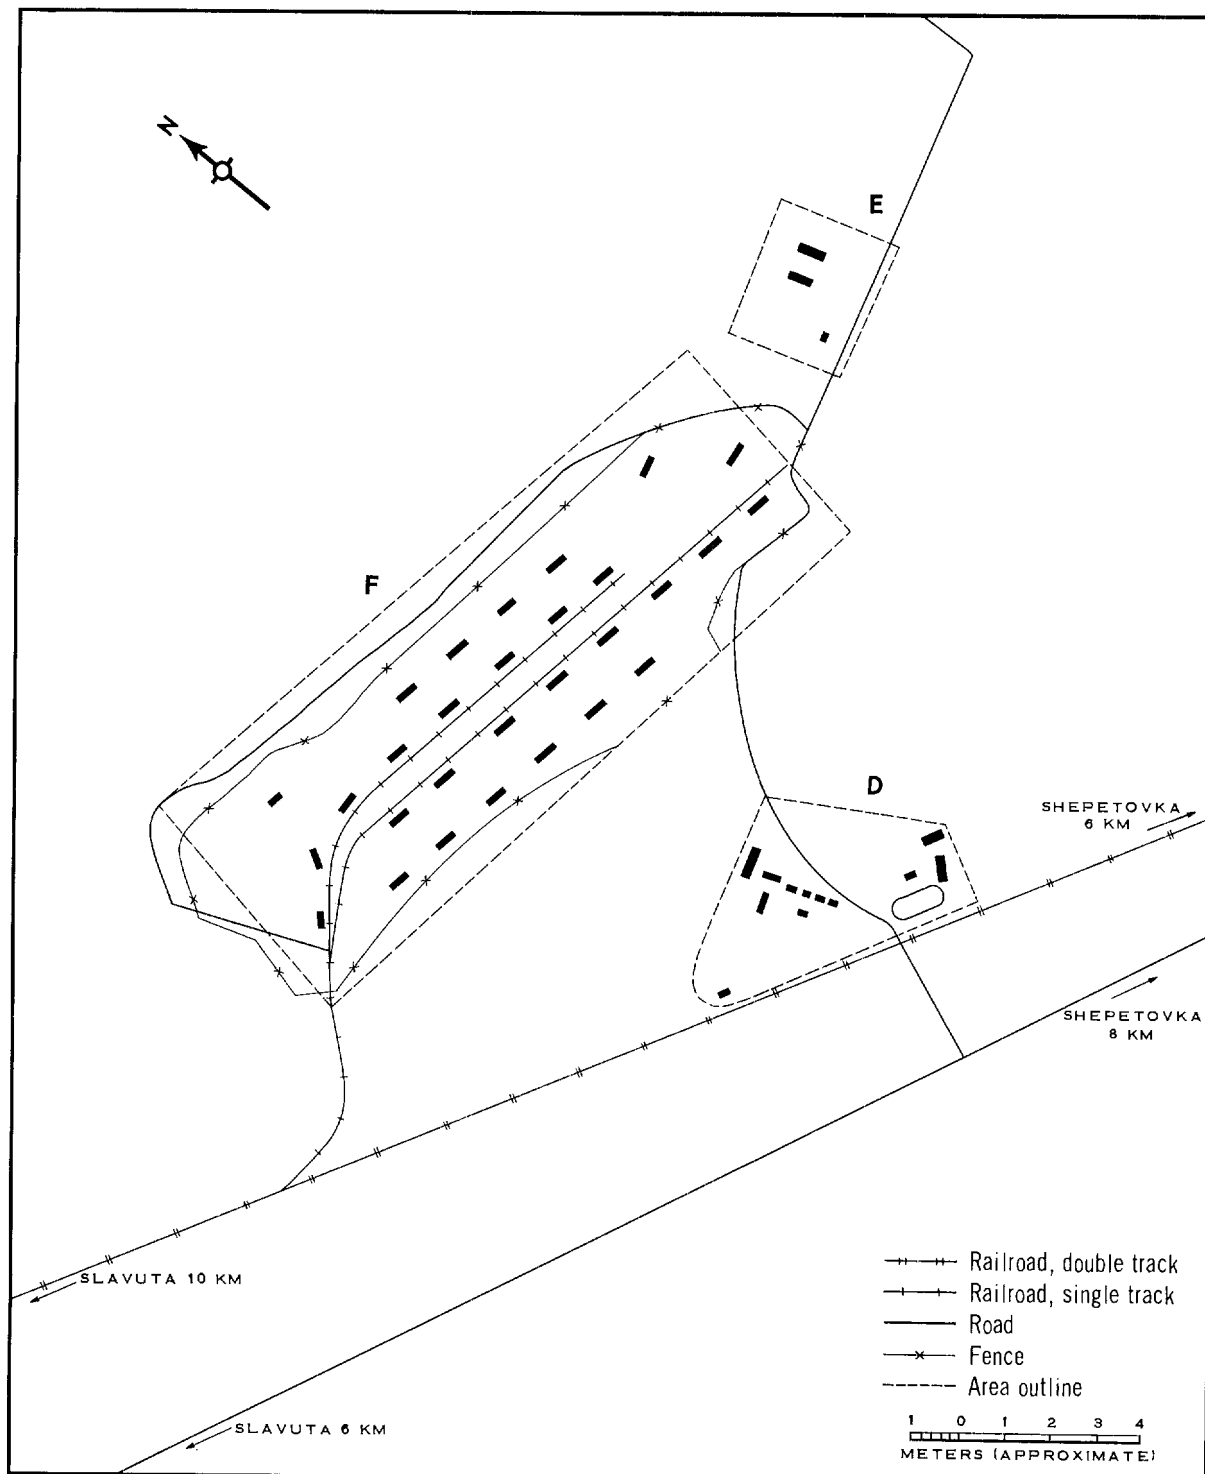 N
E
F
D
SHEPETOVKA
6 KM
SHEPETOVKA
8 KM
SLAVUTA 10 KM
SLAVUTA 6 KM
Railroad, double track
Railroad, single track
Road
Fence
Area outline
1 0 1 2 3 4
METERS (APPROXIMATE)